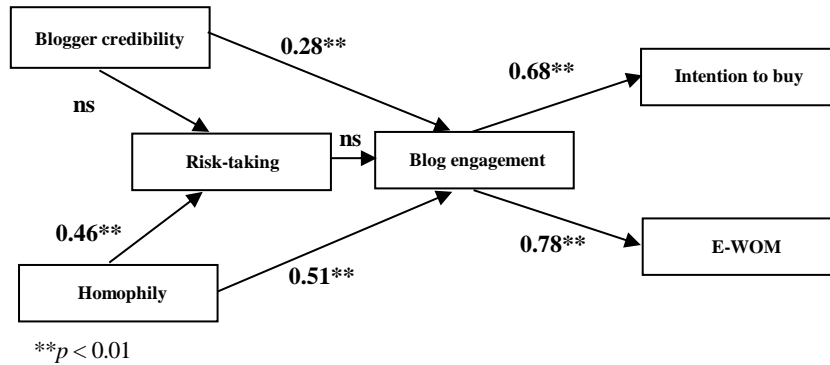 Blogger credibility
0.28**
0.68**
Intention to buy
ns
ns
Risk-taking
Blog engagement
0.46**
0.78**
E-WOM
0.51**
Homophily
**p < 0.01